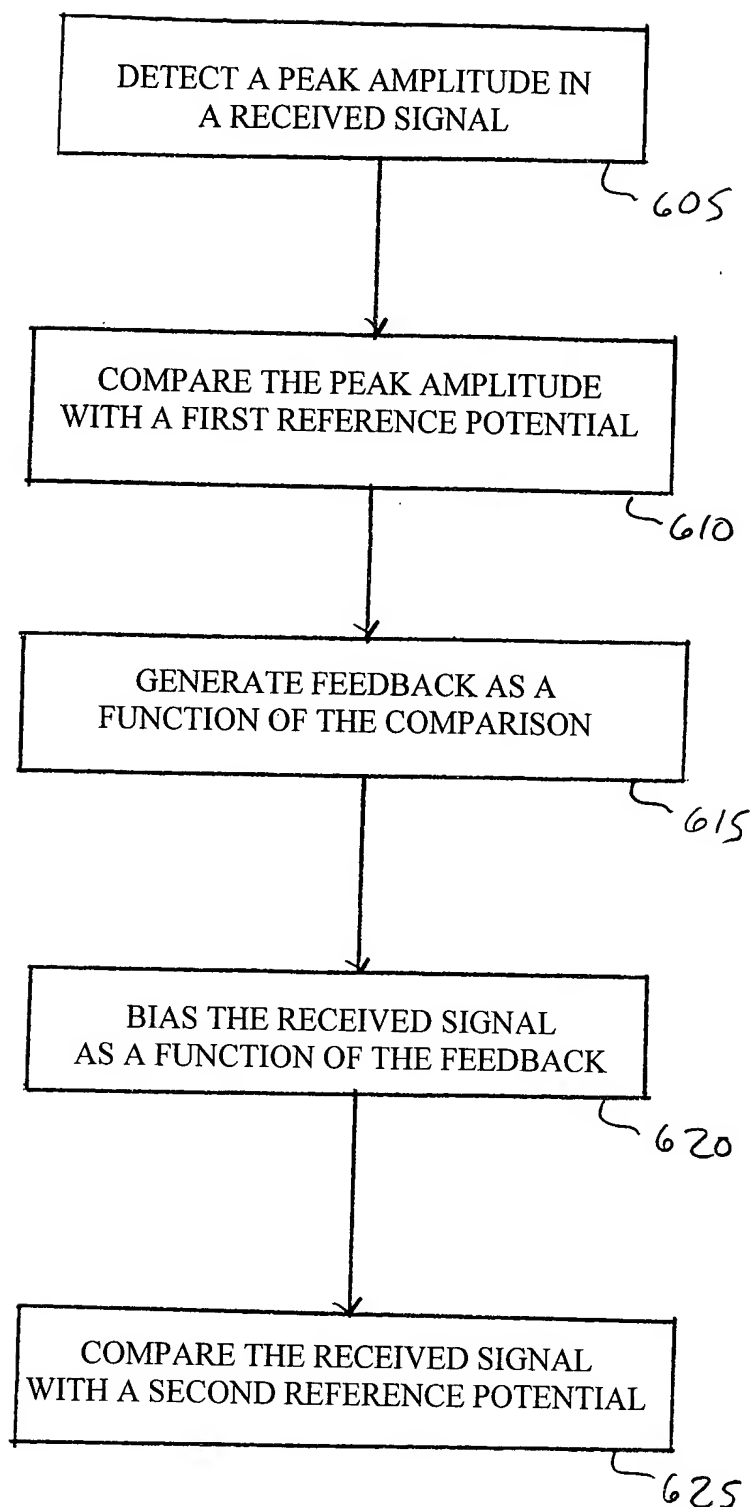 DETECT A PEAK AMPLITUDE IN
A RECEIVED SIGNAL
605
COMPARE THE PEAK AMPLITUDE
WITH A FIRST REFERENCE POTENTIAL
610
GENERATE FEEDBACK AS A
FUNCTION OF THE COMPARISON
615
BIAS THE RECEIVED SIGNAL
AS A FUNCTION OF THE FEEDBACK
620
COMPARE THE RECEIVED SIGNAL
WITH A SECOND REFERENCE POTENTIAL
625